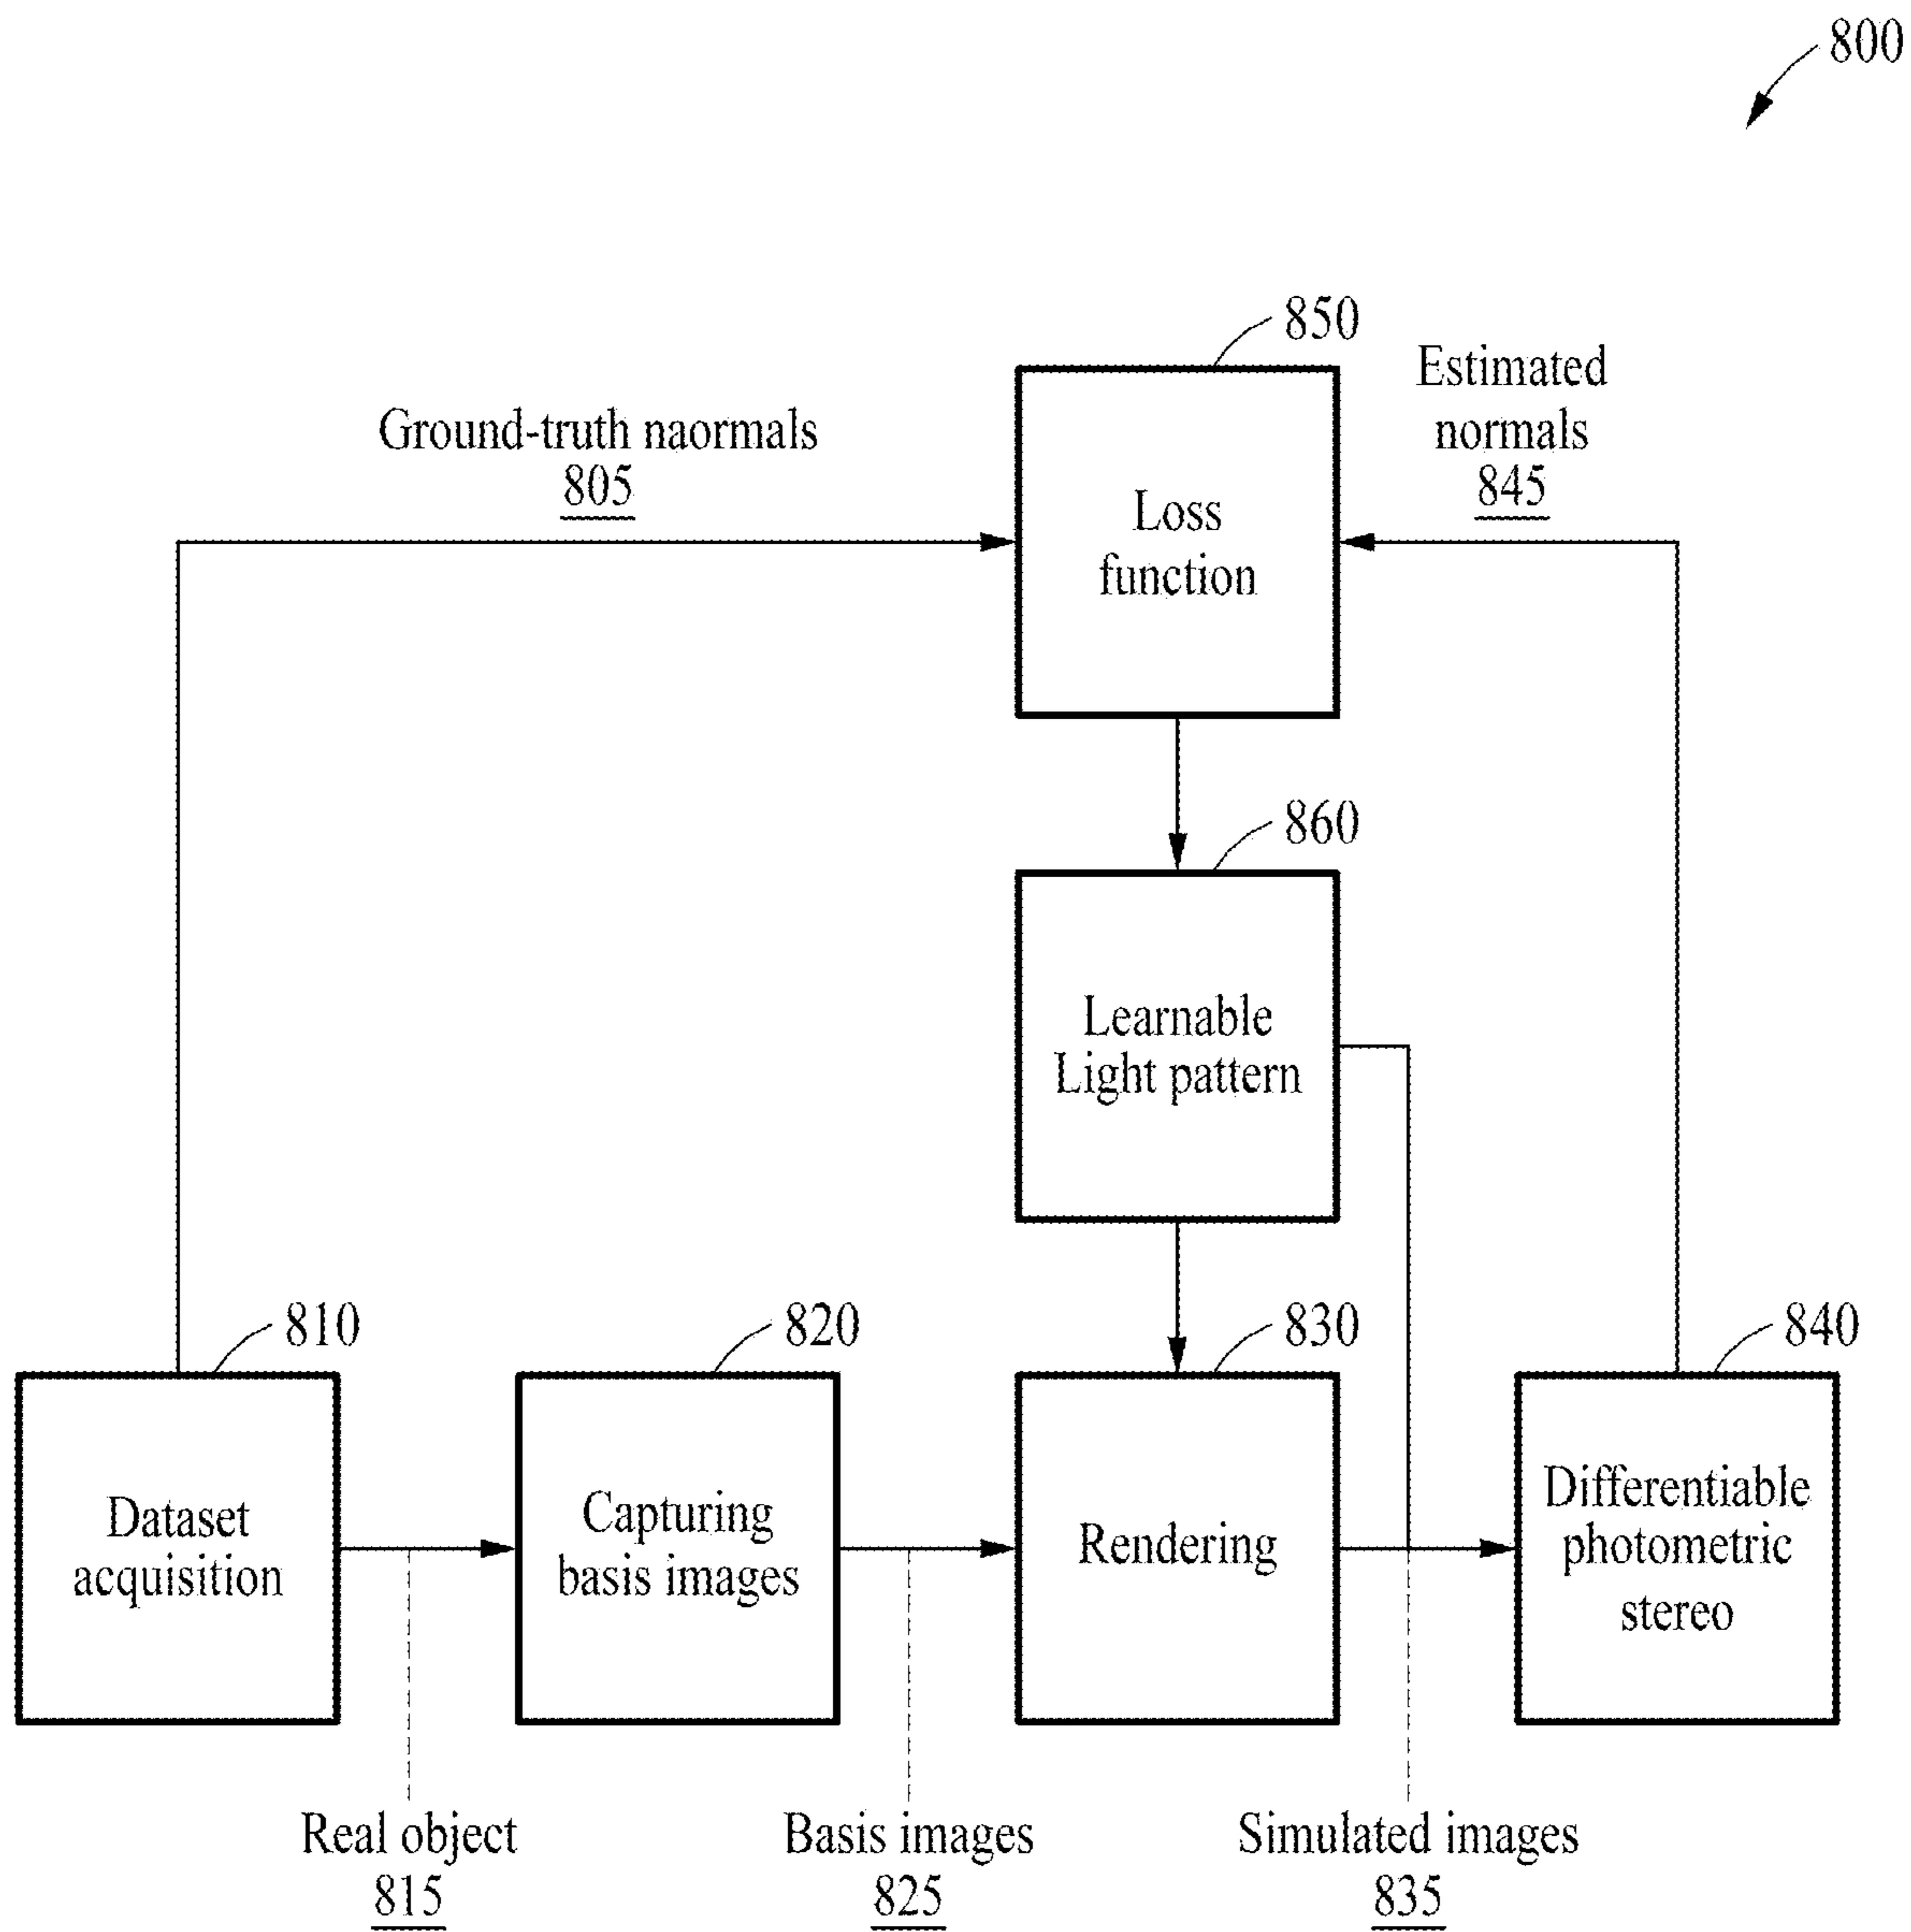 800
850
Estimated
normals
845
Ground-truth naormals
805
Loss
function
860
Learnable
Light pattern
810
820
830
840
Dataset
acquisition
Capturing
basis images
Rendering
Differentiable
photometric
stereo
Real object
815
Basis images
825
Simulated images
835